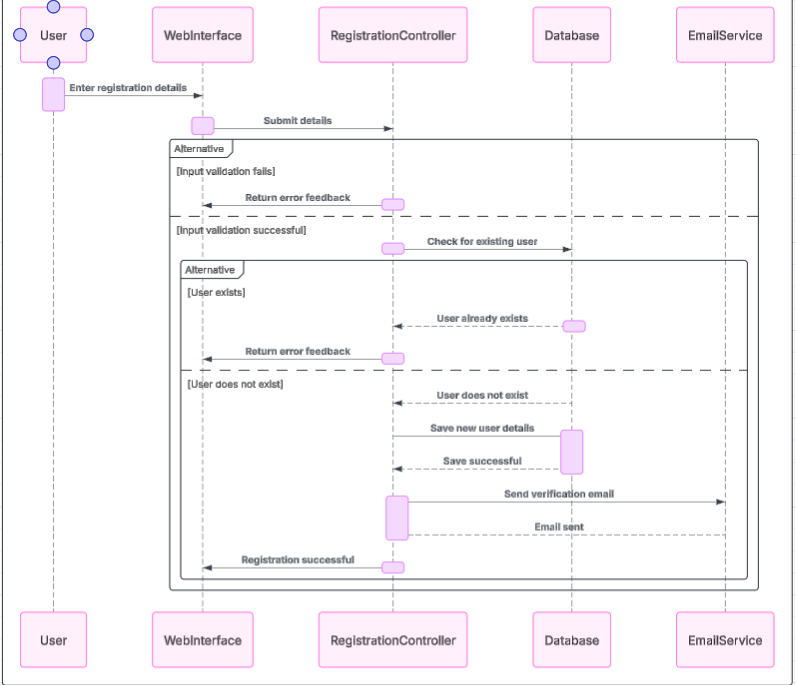 User
WebInterface
RegistrationController
Database
EmailService
Enter registration details
Submit details
Alternative
[Input validation fails]
Return error feedback
[Input validation successful]
Check for existing user
Alternative
[User exists]
User already exists
Return error feedback
[User does not exist]
User does not exist
Save new user details
Save successful
Send verification email
Email sent
Registration successful
User
WebInterface
RegistrationController
Database
EmailService